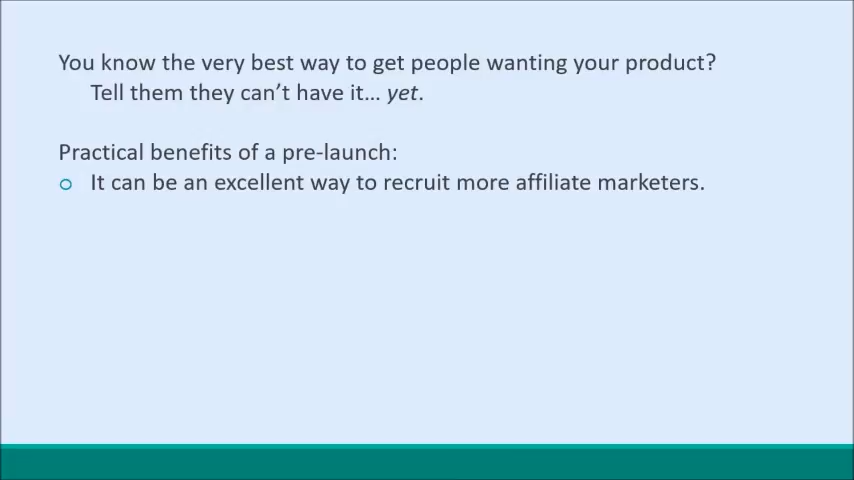 You know the very best way to get people wanting your product?
Tell them they can’t have it… yet.
Practical benefits of a pre-launch:
o It can be an excellent way to recruit more affiliate marketers.